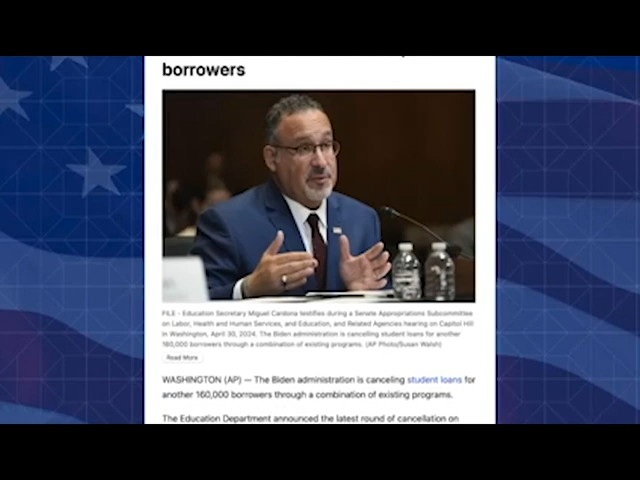 borrowers
FILE - Education Secretary Miguel Cardona testifies during a Senate Appropriations Subcommittee
on Labor, Health and Human Services, and Education, and Related Agencies hearing on Capitol Hill
in Washington, April 30, 2024. The Biden administration is cancelling student loans for another
160,000 borrowers through a combination of existing programs. (AP Photo/Susan Walsh)
Read More
WASHINGTON (AP) — The Biden administration is canceling student loans for
another 160,000 borrowers through a combination of existing programs.
The Education Department announced the latest round of cancellation on